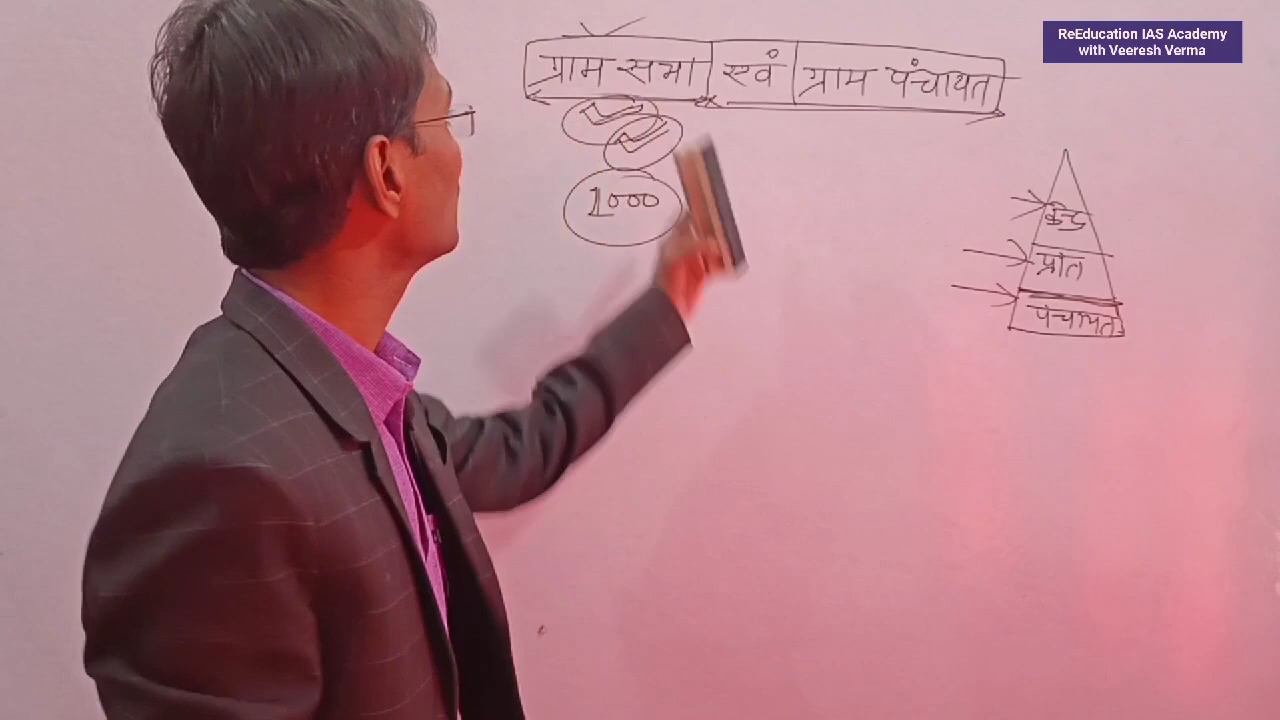 ReEducation IAS Academy
with Veeresh Verma
ग्राम सभा एवं ग्राम पंचायत
1000
केन्द्र
प्रांत
पंचायत